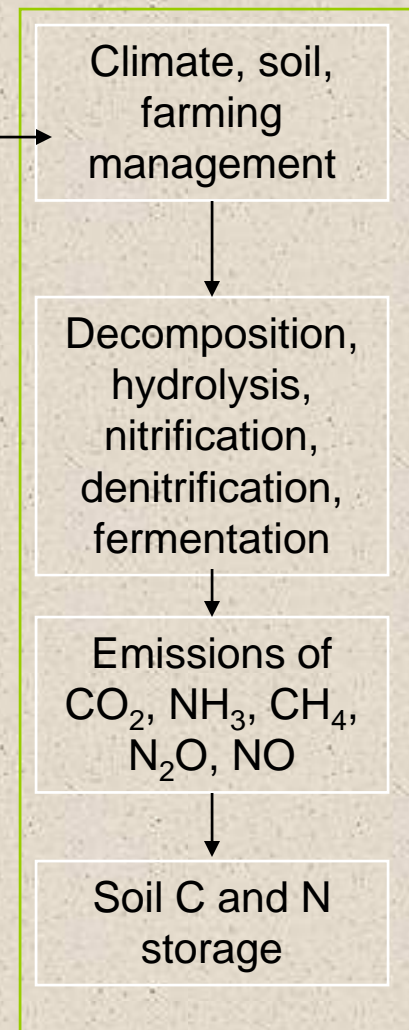 Climate, soil,
farming
management
Decomposition,
hydrolysis,
nitrification,
denitrification,
fermentation
Emissions of
CO₂, NH₃, CH₄,
N₂O, NO
Soil C and N
storage